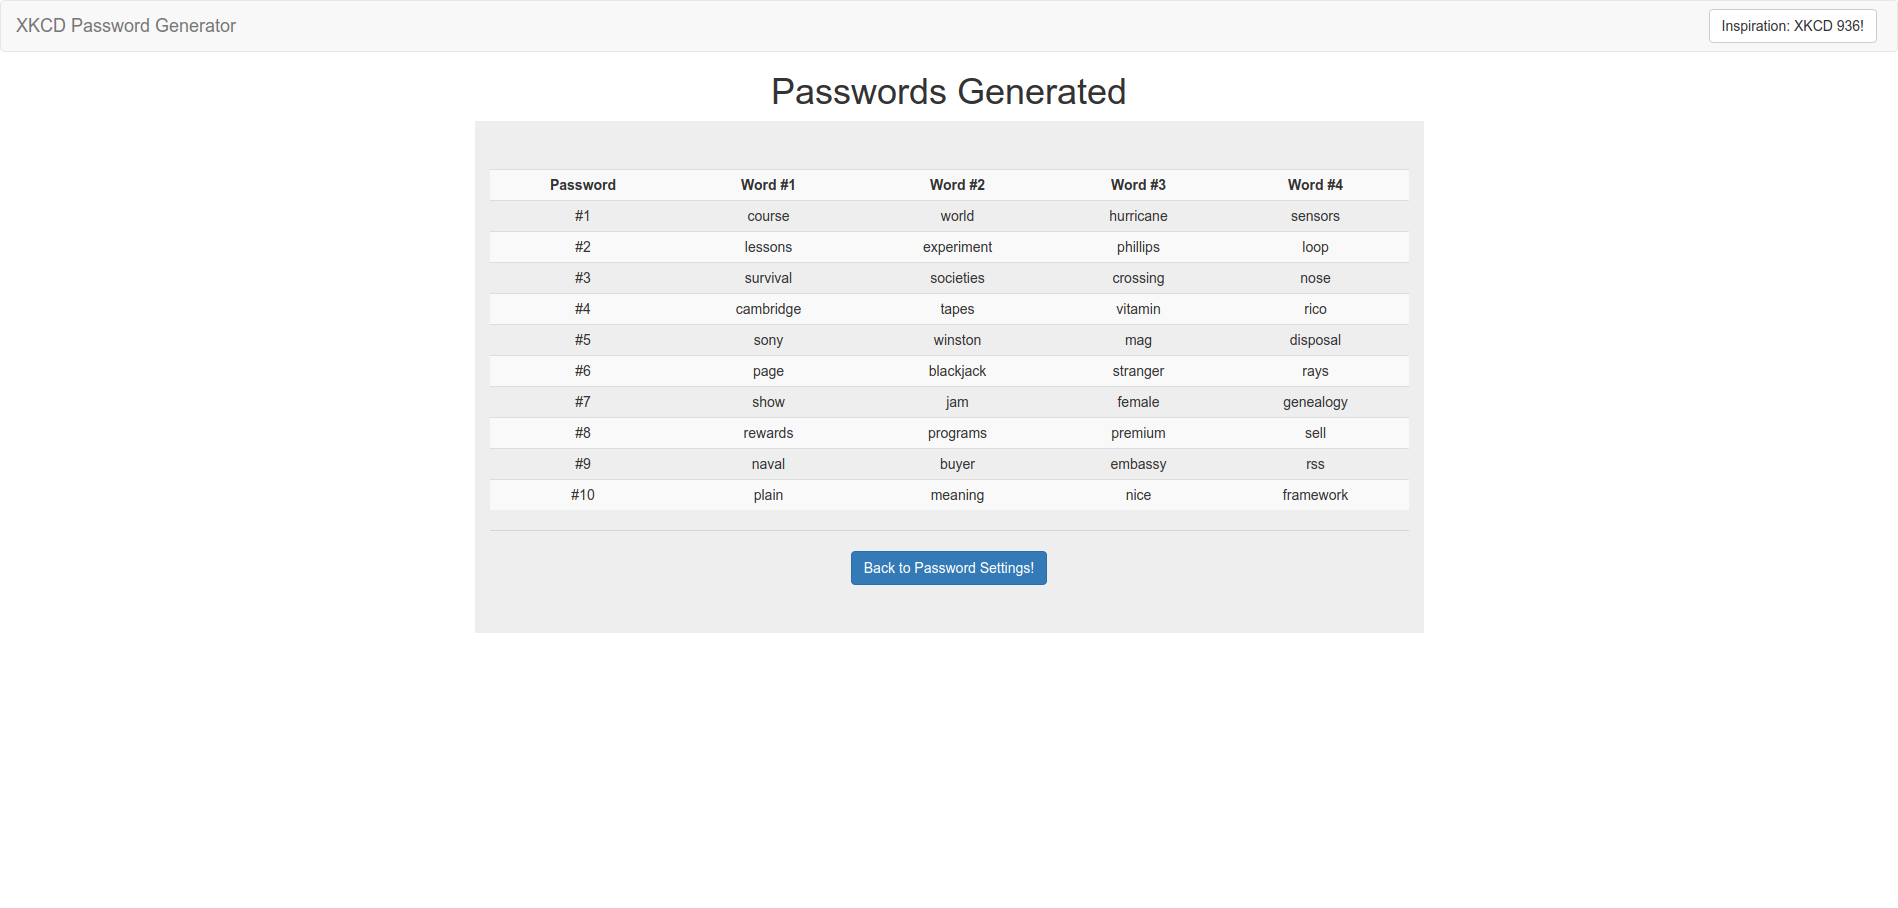 XKCD Password Generator
Inspiration: XKCD 936!
Passwords Generated
Password Word #1 Word #2 Word #3 Word #4
#1 course world hurricane sensors
#2 lessons experiment phillips loop
#3 survival societies crossing nose
#4 cambridge tapes vitamin rico
#5 sony winston mag disposal
#6 page blackjack stranger rays
#7 show jam female genealogy
#8 rewards programs premium sell
#9 naval buyer embassy rss
#10 plain meaning nice framework
Back to Password Settings!